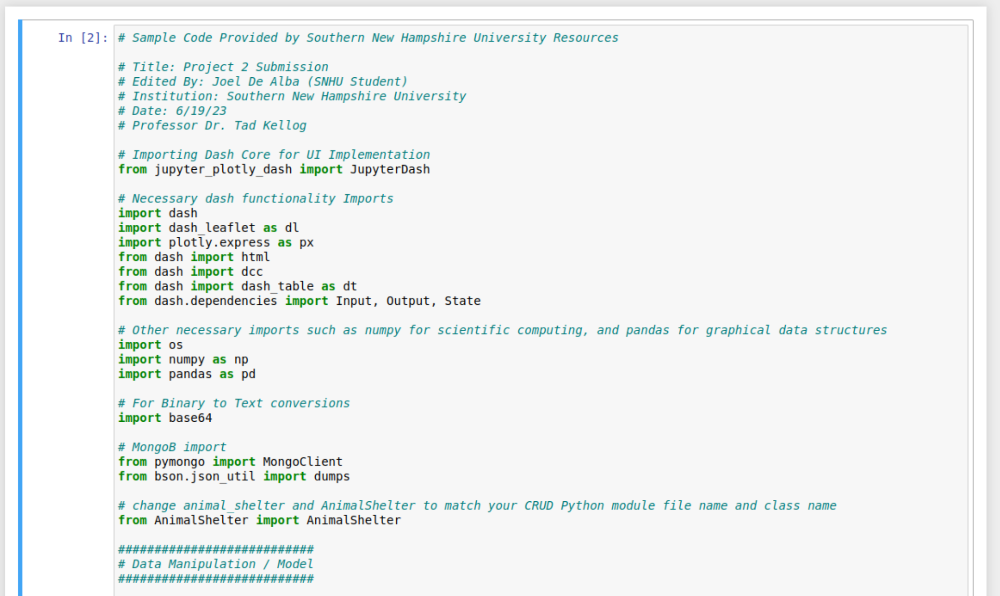 In [2]: # Sample Code Provided by Southern New Hampshire University Resources
# Title: Project 2 Submission
# Edited By: Joel De Alba (SNHU Student)
# Institution: Southern New Hampshire University
# Date: 6/19/23
# Professor Dr. Tad Kellog
# Importing Dash Core for UI Implementation
from jupyter_plotly_dash import JupyterDash
# Necessary dash functionality Imports
import dash
import dash_leaflet as dl
import plotly.express as px
from dash import html
from dash import dcc
from dash import dash_table as dt
from dash.dependencies import Input, Output, State
# Other necessary imports such as numpy for scientific computing, and pandas for graphical data structures
import os
import numpy as np
import pandas as pd
# For Binary to Text conversions
import base64
# MongoB import
from pymongo import MongoClient
from bson.json_util import dumps
# change animal_shelter and AnimalShelter to match your CRUD Python module file name and class name
from AnimalShelter import AnimalShelter
###########################
# Data Manipulation / Model
###########################